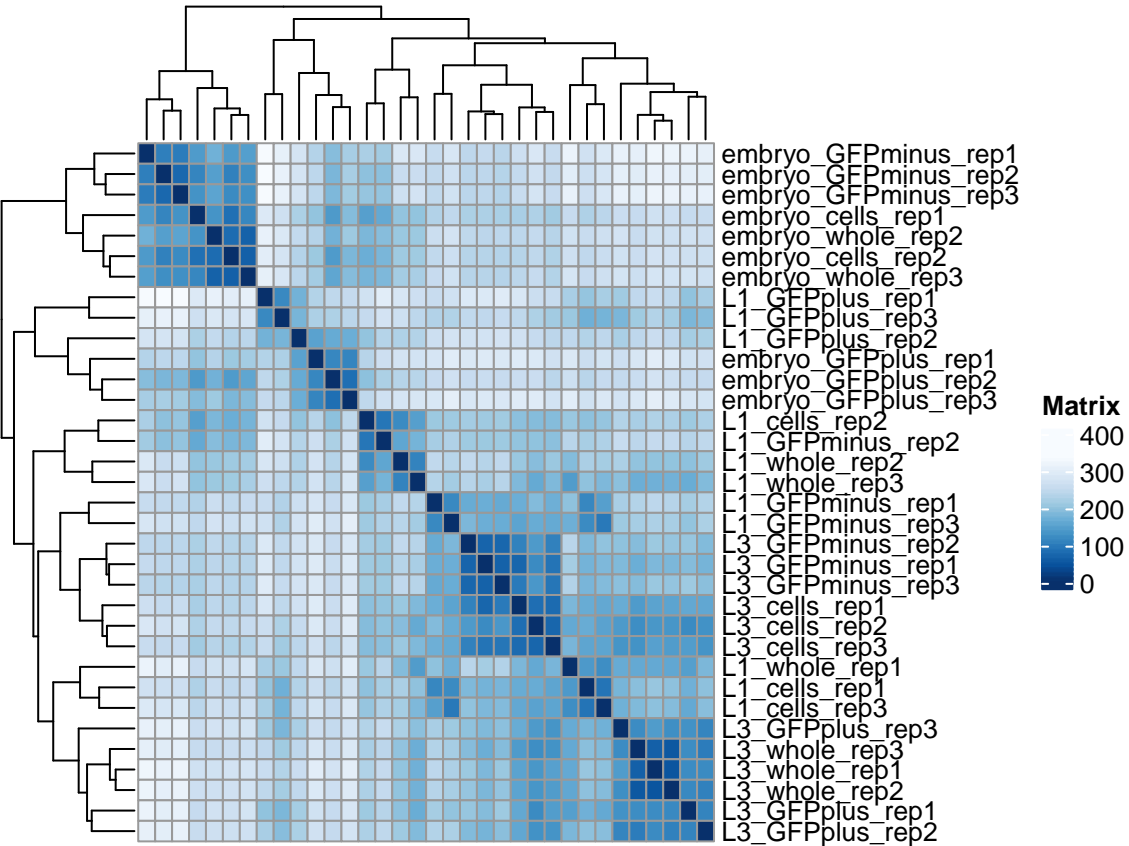 embryo_GFPminus_rep1
embryo_GFPminus_rep2
embryo_GFPminus_rep3
embryo_cells_rep1
embryo_whole_rep2
embryo_cells_rep2
embryo_whole_rep3
L1_GFPplus_rep1
L1_GFPplus_rep3
L1_GFPplus_rep2
embryo_GFPplus_rep1
embryo_GFPplus_rep2
embryo_GFPplus_rep3
L1_cells_rep2
L1_GFPminus_rep2
L1_whole_rep2
L1_whole_rep3
L1_GFPminus_rep1
L1_GFPminus_rep3
L3_GFPminus_rep2
L3_GFPminus_rep1
L3_GFPminus_rep3
L3_cells_rep1
L3_cells_rep2
L3_cells_rep3
L1_whole_rep1
L1_cells_rep1
L1_cells_rep3
L3_GFPplus_rep3
L3_whole_rep3
L3_whole_rep1
L3_whole_rep2
L3_GFPplus_rep1
L3_GFPplus_rep2
Matrix
400
300
200
100
0